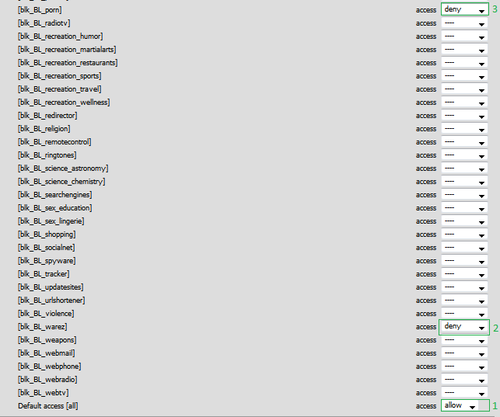 [blk_BL_porn] access deny 3
[blk_BL_radiotv] access ----
[blk_BL_recreation_humor] access ----
[blk_BL_recreation_martialarts] access ----
[blk_BL_recreation_restaurants] access ----
[blk_BL_recreation_sports] access ----
[blk_BL_recreation_travel] access ----
[blk_BL_recreation_wellness] access ----
[blk_BL_redirector] access ----
[blk_BL_religion] access ----
[blk_BL_remotecontrol] access ----
[blk_BL_ringtones] access ----
[blk_BL_science_astronomy] access ----
[blk_BL_science_chemistry] access ----
[blk_BL_searchengines] access ----
[blk_BL_sex_education] access ----
[blk_BL_sex_lingerie] access ----
[blk_BL_shopping] access ----
[blk_BL_socialnet] access ----
[blk_BL_spyware] access ----
[blk_BL_tracker] access ----
[blk_BL_updatesites] access ----
[blk_BL_urlshortener] access ----
[blk_BL_violence] access ----
[blk_BL_warez] access deny 2
[blk_BL_weapons] access ----
[blk_BL_webmail] access ----
[blk_BL_webphone] access ----
[blk_BL_webradio] access ----
[blk_BL_webtv] access ----
Default access [all] access allow 1